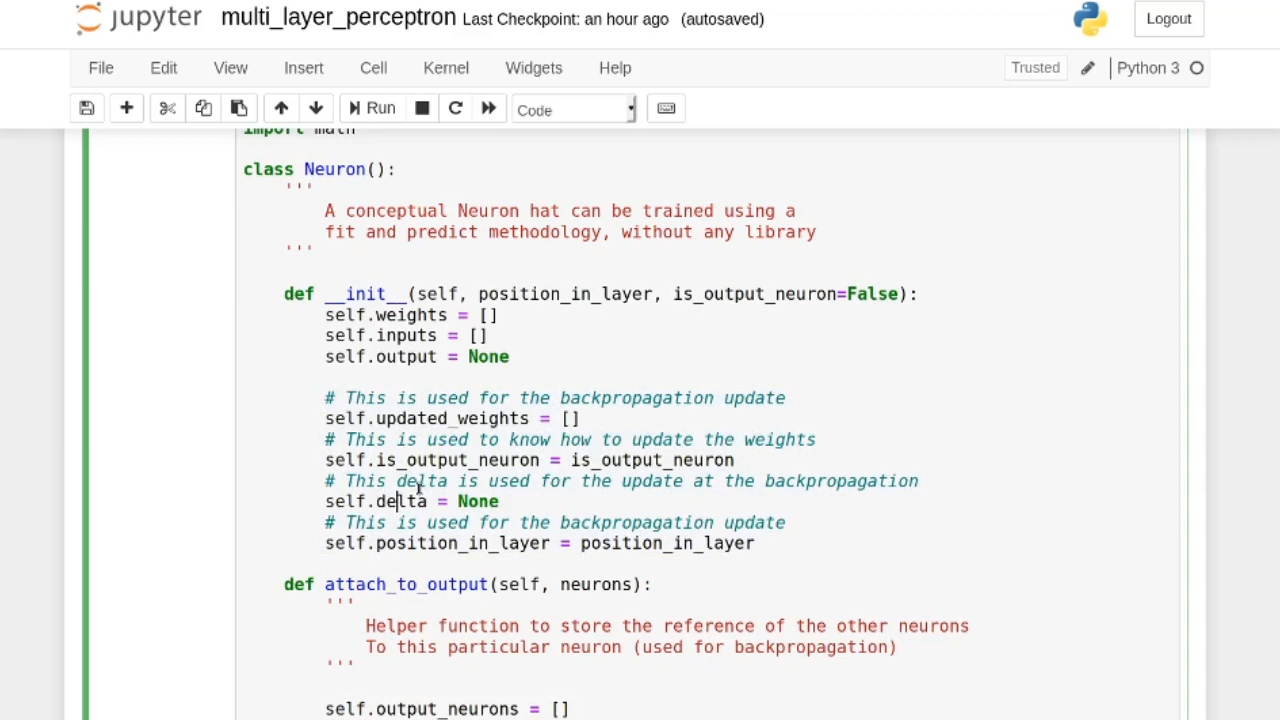 jupyter multi_layer_perceptron Last Checkpoint: an hour ago (autosaved) Logout
File Edit View Insert Cell Kernel Widgets Help Trusted Python 3
Run Code
import math
class Neuron():
'''
A conceptual Neuron hat can be trained using a
fit and predict methodology, without any library
'''
def __init__(self, position_in_layer, is_output_neuron=False):
self.weights = []
self.inputs = []
self.output = None
# This is used for the backpropagation update
self.updated_weights = []
# This is used to know how to update the weights
self.is_output_neuron = is_output_neuron
# This delta is used for the update at the backpropagation
self.delta = None
# This is used for the backpropagation update
self.position_in_layer = position_in_layer
def attach_to_output(self, neurons):
'''
Helper function to store the reference of the other neurons
To this particular neuron (used for backpropagation)
'''
self.output_neurons = []